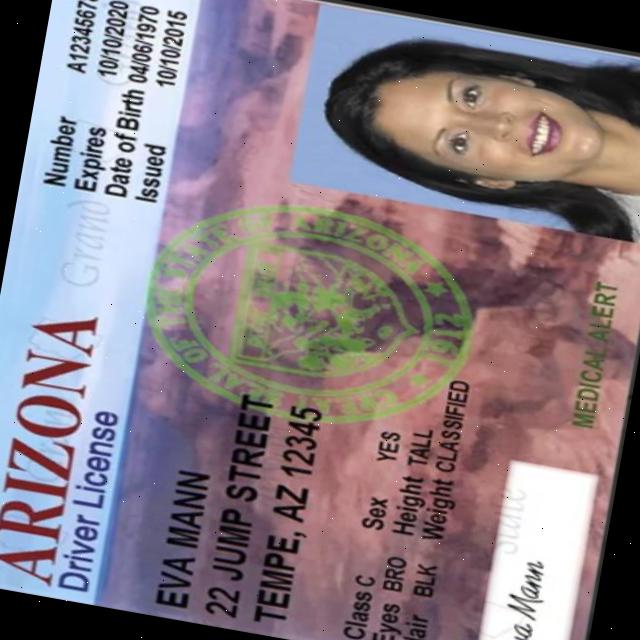 ARIZONA
Driver License
Number A1234567
Expires 10/10/2020
Date of Birth 04/06/1970
Issued 10/10/2015
Grand
EVA MANN
22 JUMP STREET
TEMPE, AZ 12345
Class C Sex YES
Eyes BRO Height TALL
Hair BLK Weight CLASSIFIED
MEDICAL ALERT
State
Mann